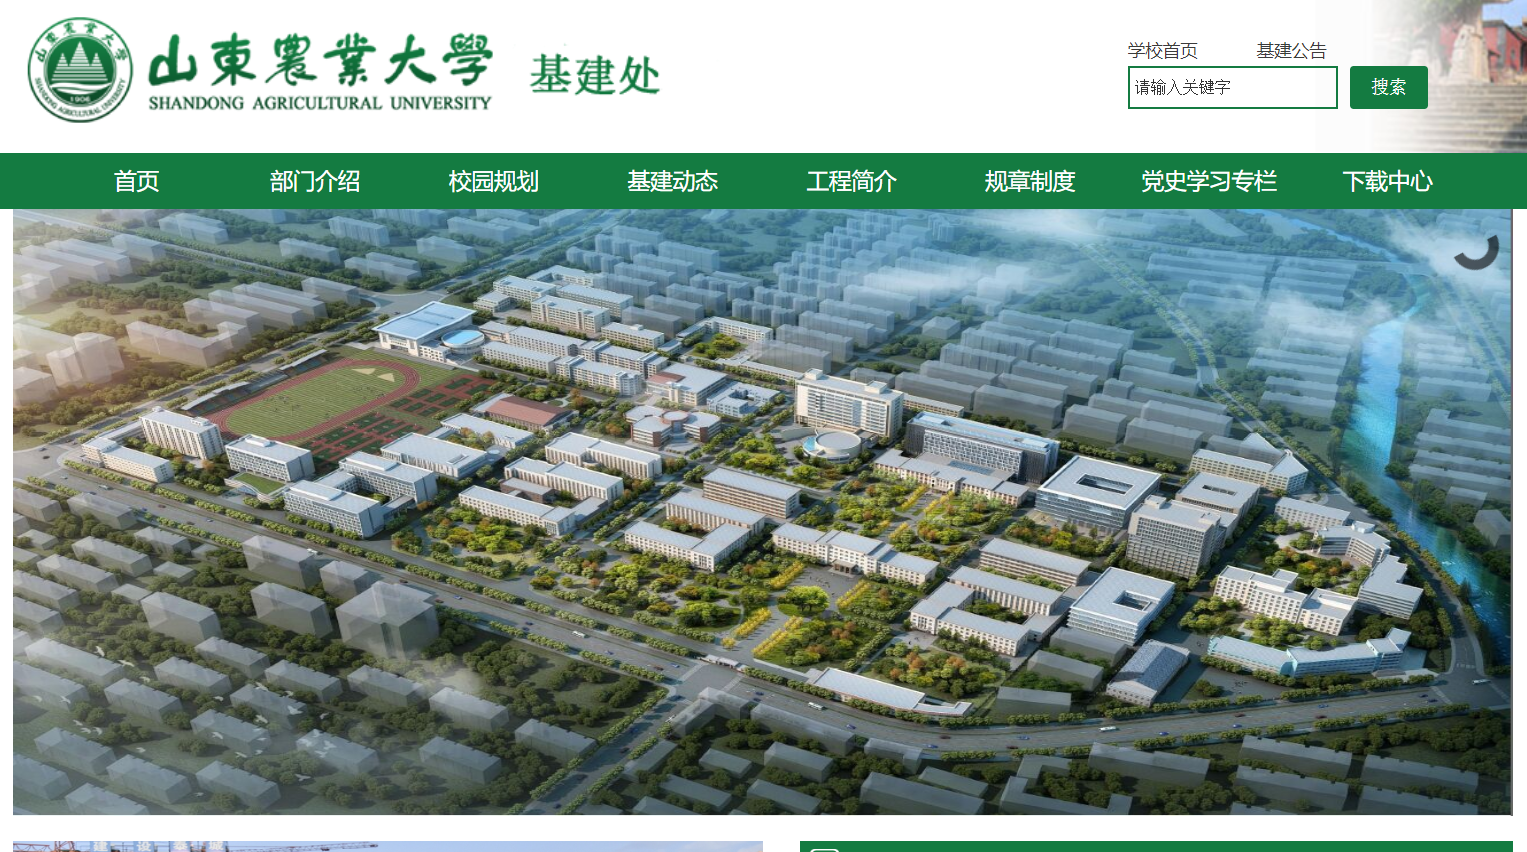 山東農業大學
SHANDONG AGRICULTURAL UNIVERSITY
1906
基建处
学校首页 基建公告
请输入关键字 搜索
首页 部门介绍 校园规划 基建动态 工程简介 规章制度 党史学习专栏 下载中心